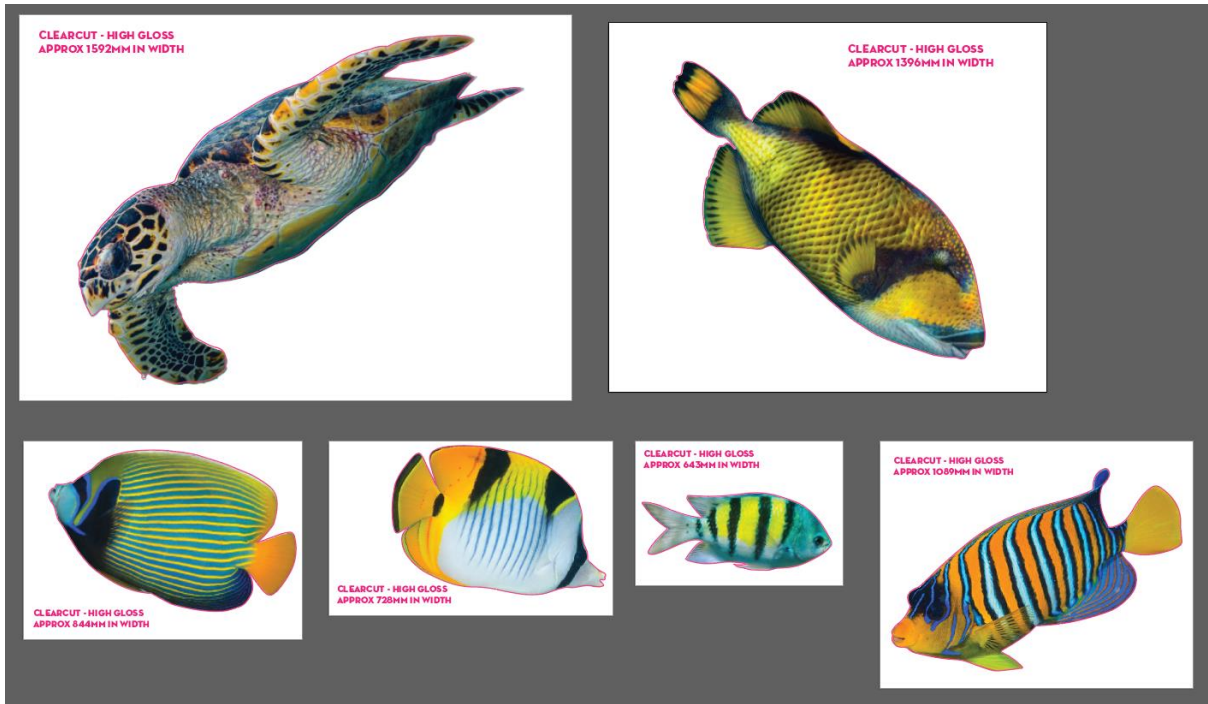 CLEARCUT - HIGH GLOSS
APPROX 1592MM IN WIDTH
CLEARCUT - HIGH GLOSS
APPROX 1396MM IN WIDTH
CLEARCUT - HIGH GLOSS
APPROX 844MM IN WIDTH
CLEARCUT - HIGH GLOSS
APPROX 728MM IN WIDTH
CLEARCUT - HIGH GLOSS
APPROX 643MM IN WIDTH
CLEARCUT - HIGH GLOSS
APPROX 1089MM IN WIDTH